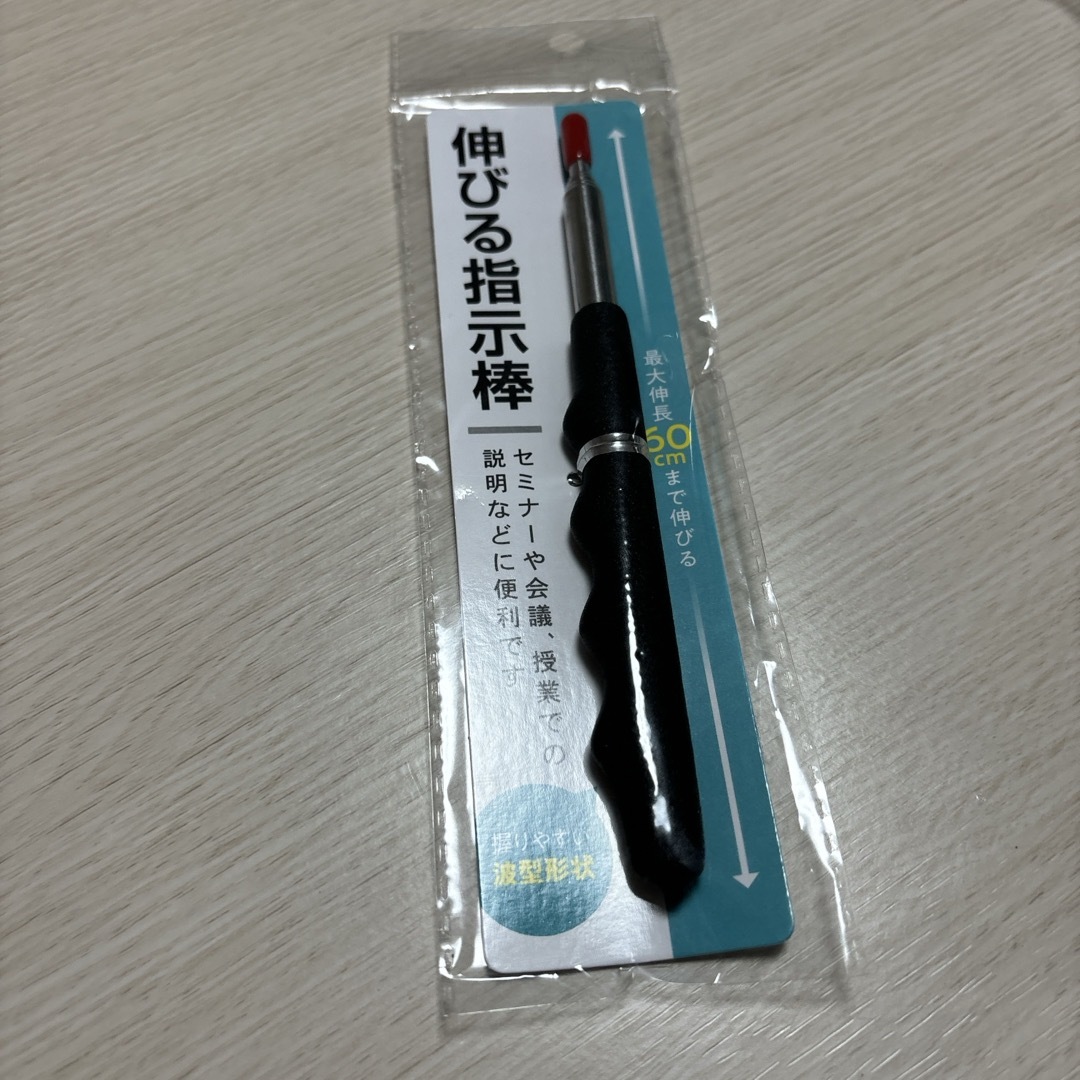 伸びる指示棒
セミナーや会議、授業での
説明などに便利です
最大伸長
60
cm
まで伸びる
握りやすい
波型形状